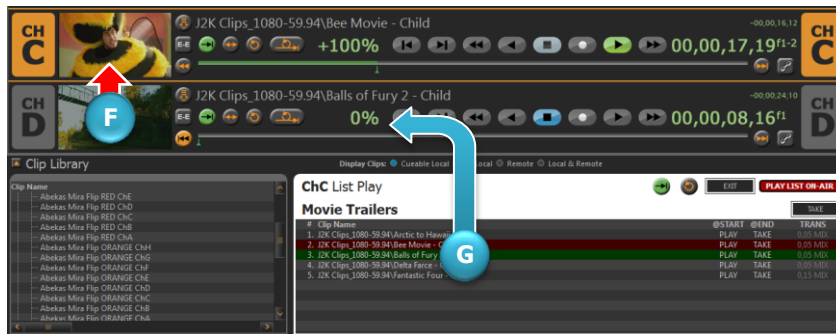 CH C
J2K Clips_1080-59.94\Bee Movie - Child
-00,00,16,12
E-E
+100%
00,00,17,19f1-2
CH C
F
CH D
J2K Clips_1080-59.94\Balls of Fury 2 - Child
-00,00,24,10
E-E
0%
00,00,08,16f1
CH D
Clip Library
Display Clips: Cueable Local Local Remote Local & Remote
Clip Name
Abekas Mira Flip RED ChE
Abekas Mira Flip RED ChD
Abekas Mira Flip RED ChC
Abekas Mira Flip RED ChB
Abekas Mira Flip RED ChA
Abekas Mira Flip ORANGE ChH
Abekas Mira Flip ORANGE ChG
Abekas Mira Flip ORANGE ChF
Abekas Mira Flip ORANGE ChE
Abekas Mira Flip ORANGE ChD
Abekas Mira Flip ORANGE ChC
Abekas Mira Flip ORANGE ChB
Abekas Mira Flip ORANGE ChA
ChC List Play
EXIT
PLAY LIST ON-AIR
Movie Trailers
TAKE
# Clip Name @START @END TRANS
1. J2K Clips_1080-59.94\Arctic to Hawaii PLAY TAKE 0,05 MIX
2. J2K Clips_1080-59.94\Bee Movie - C PLAY TAKE 0,05 MIX
3. J2K Clips_1080-59.94\Balls of Fury PLAY TAKE 0,05 MIX
4. J2K Clips_1080-59.94\Delta Farce - C PLAY TAKE 0,05 MIX
5. J2K Clips_1080-59.94\Fantastic Four - PLAY TAKE 0,15 MIX
G